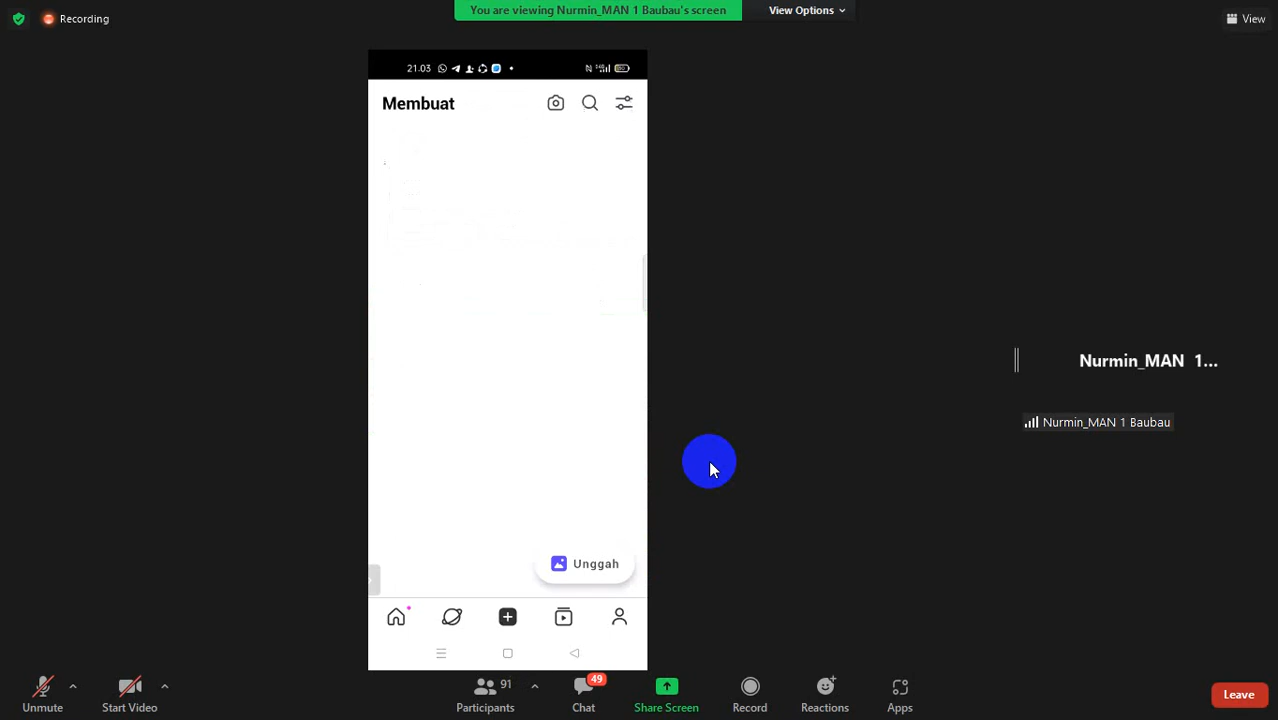 Recording
You are viewing Nurmin_MAN 1 Baubau's screen
View Options
View
21.03
Membuat
Nurmin_MAN 1...
Nurmin_MAN 1 Baubau
Unggah
Unmute
Start Video
Participants
91
Chat
49
Share Screen
Record
Reactions
Apps
Leave